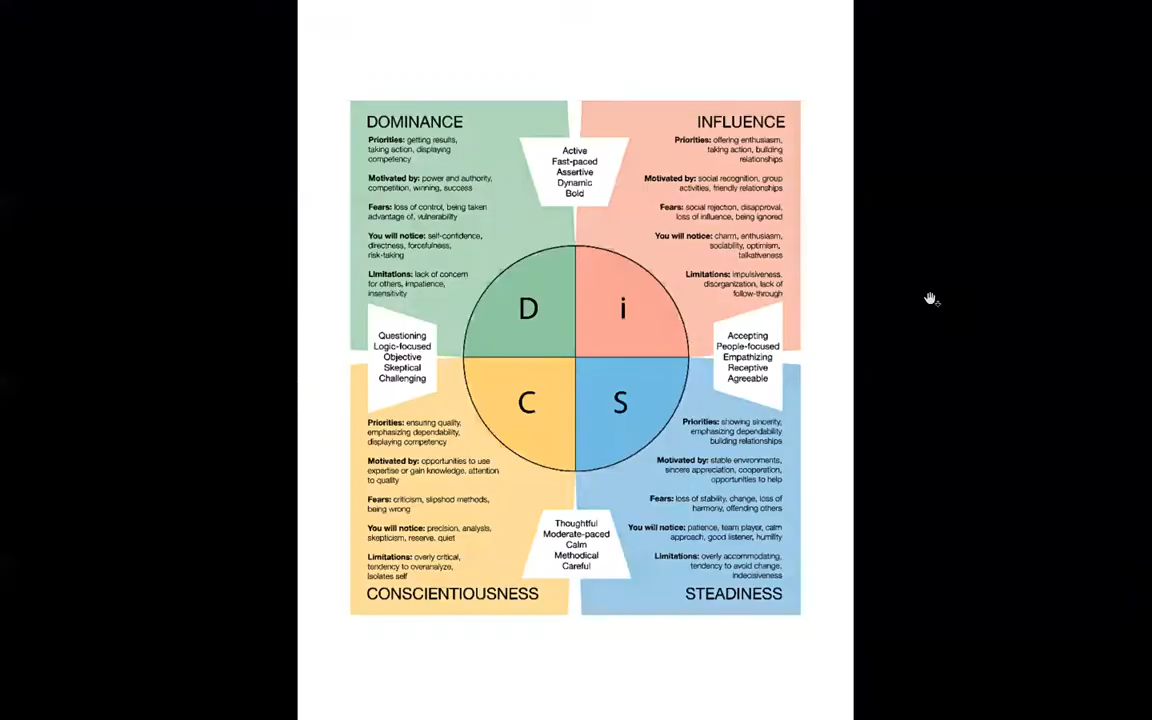 DOMINANCE
Priorities: getting results,
taking action, displaying
competency
Motivated by: power and authority,
competition, winning, success
Fears: loss of control, being taken
advantage of, vulnerability
You will notice: self-confidence,
directness, forcefulness,
risk-taking
Limitations: lack of concern
for others, impatience,
insensitivity
Active
Fast-paced
Assertive
Dynamic
Bold
INFLUENCE
Priorities: offering enthusiasm,
taking action, building
relationships
Motivated by: social recognition, group
activities, friendly relationships
Fears: social rejection, disapproval,
loss of influence, being ignored
You will notice: charm, enthusiasm,
sociability, optimism,
talkativeness
Limitations: impulsiveness,
disorganization, lack of
follow-through
D
i
Questioning
Logic-focused
Objective
Skeptical
Challenging
Accepting
People-focused
Empathizing
Receptive
Agreeable
C
S
Priorities: ensuring quality,
emphasizing dependability,
displaying competency
Motivated by: opportunities to use
expertise or gain knowledge, attention
to quality
Fears: criticism, slipshod methods,
being wrong
You will notice: precision, analysis,
skepticism, reserve, quiet
Limitations: overly critical,
tendency to overanalyze,
isolates self
CONSCIENTIOUSNESS
Thoughtful
Moderate-paced
Calm
Methodical
Careful
Priorities: showing sincerity,
emphasizing dependability
building relationships
Motivated by: stable environments,
sincere appreciation, cooperation,
opportunities to help
Fears: loss of stability, change, loss of
harmony, offending others
You will notice: patience, team player, calm
approach, good listener, humility
Limitations: overly accommodating,
tendency to avoid change,
indecisiveness
STEADINESS